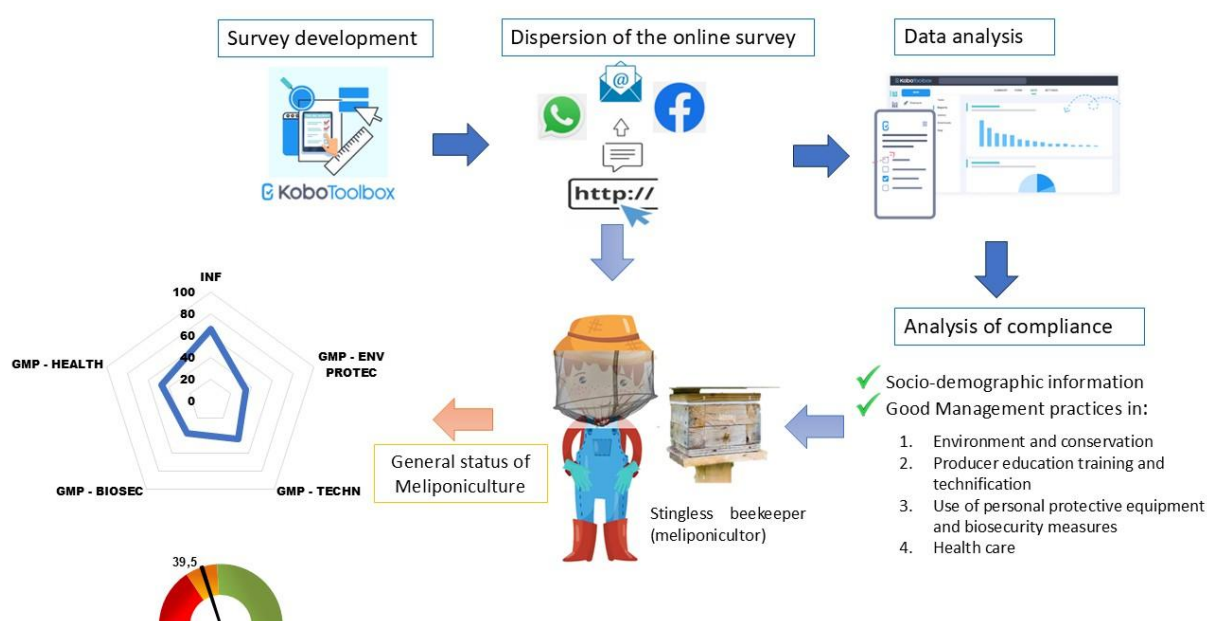 Survey development
Dispersion of the online survey
Data analysis
KoboToolbox
@
http://
KoboToolbox
Analysis of compliance
Socio-demographic information
Good Management practices in:
1. Environment and conservation
2. Producer education training and
technification
3. Use of personal protective equipment
and biosecurity measures
4. Health care
Stingless beekeeper
(meliponicultor)
General status of
Meliponiculture
INF
100
80
60
40
20
0
GMP - ENV
PROTEC
GMP - HEALTH
GMP - BIOSEC
GMP - TECHN
39,5